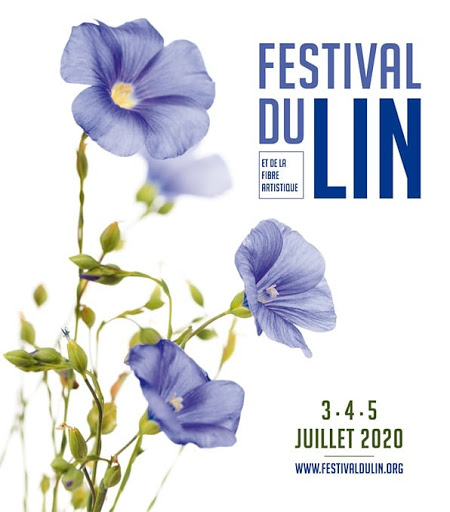 FESTIVAL
DU LIN
ET DE LA
FIBRE
ARTISTIQUE
3 • 4 • 5
JUILLET 2020
WWW.FESTIVALDULIN.ORG